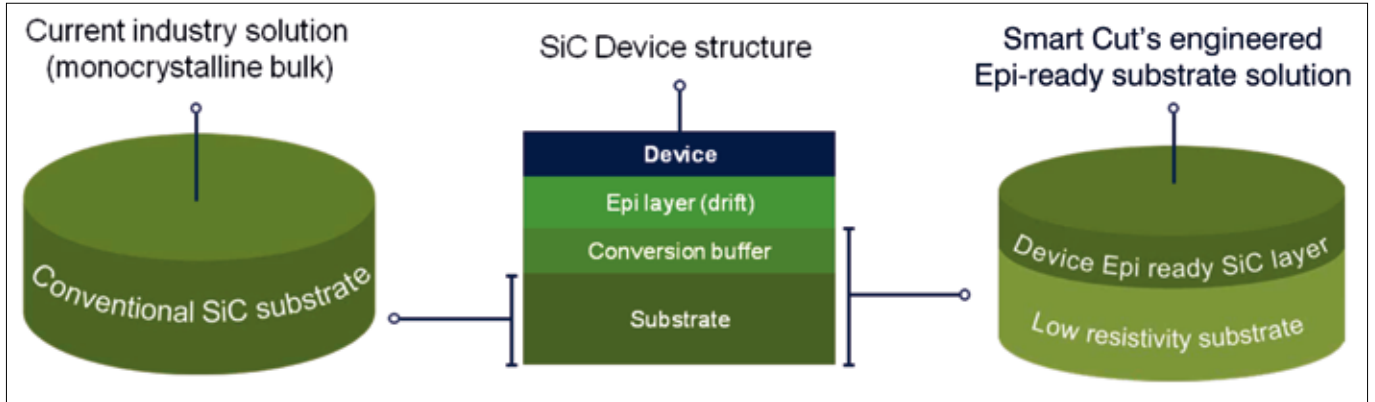 Current industry solution
(monocrystalline bulk)
Conventional SiC substrate
SiC Device structure
Device
Epi layer (drift)
Conversion buffer
Substrate
Smart Cut's engineered
Epi-ready substrate solution
Device Epi ready SiC layer
Low resistivity substrate